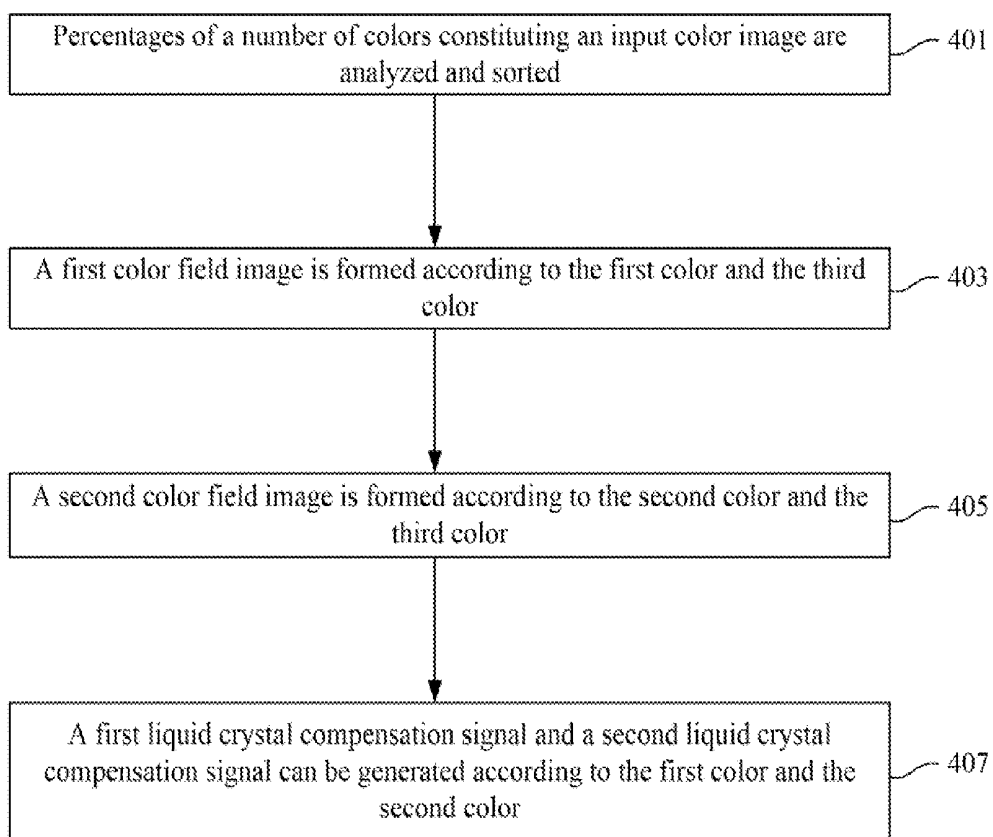 Percentages of a number of colors constituting an input color image are
analyzed and sorted
401
A first color field image is formed according to the first color and the third
color
403
A second color field image is formed according to the second color and the
third color
405
A first liquid crystal compensation signal and a second liquid crystal
compensation signal can be generated according to the first color and the
second color
407